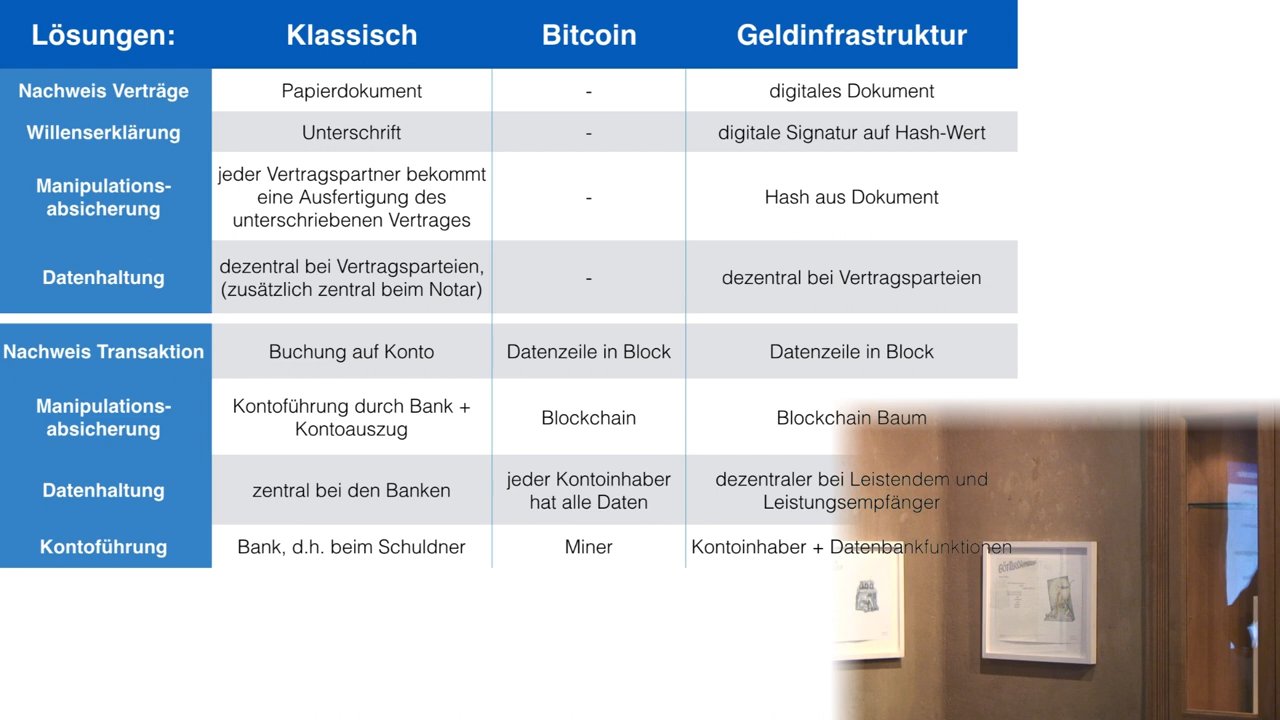 Lösungen: Klassisch Bitcoin Geldinfrastruktur
Nachweis Verträge Papierdokument - digitales Dokument
Willenserklärung Unterschrift - digitale Signatur auf Hash-Wert
Manipulations-
absicherung
jeder Vertragspartner bekommt
eine Ausfertigung des
unterschriebenen Vertrages
-
Hash aus Dokument
Datenhaltung
dezentral bei Vertragsparteien,
(zusätzlich zentral beim Notar)
-
dezentral bei Vertragsparteien
Nachweis Transaktion Buchung auf Konto Datenzeile in Block Datenzeile in Block
Manipulations-
absicherung
Kontoführung durch Bank +
Kontoauszug
Blockchain
Blockchain Baum
Datenhaltung
zentral bei den Banken
jeder Kontoinhaber
hat alle Daten
dezentraler bei Leistendem und
Leistungsempfänger
Kontoführung Bank, d.h. beim Schuldner Miner Kontoinhaber + Datenbankfunktionen